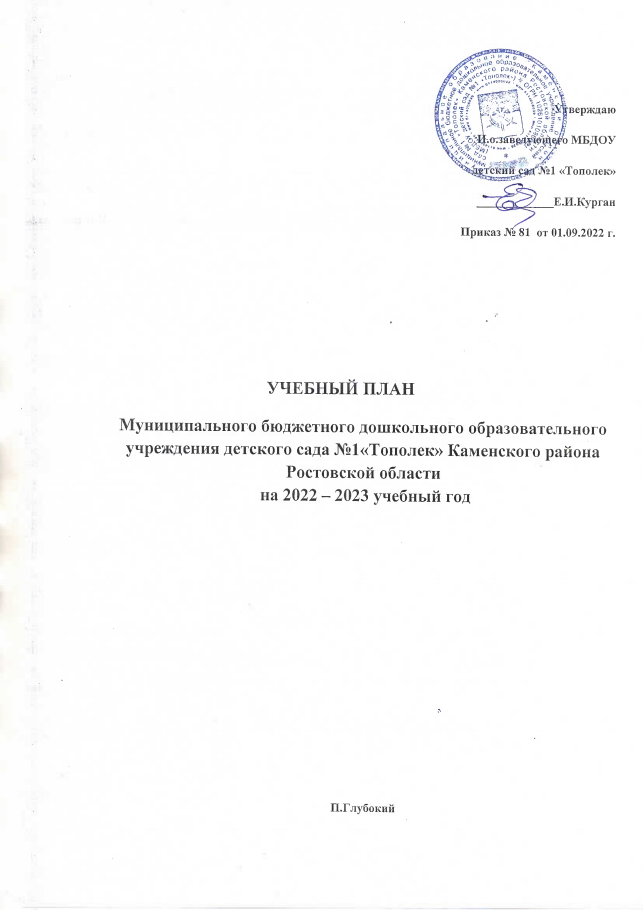 Утверждаю
И.о.заведующего МБДОУ
детский сад №1 «Тополек»
_____________Е.И.Курган
Приказ № 81 от 01.09.2022 г.
УЧЕБНЫЙ ПЛАН
Муниципального бюджетного дошкольного образовательного
учреждения детского сада №1«Тополек» Каменского района
Ростовской области
на 2022 – 2023 учебный год
П.Глубокий